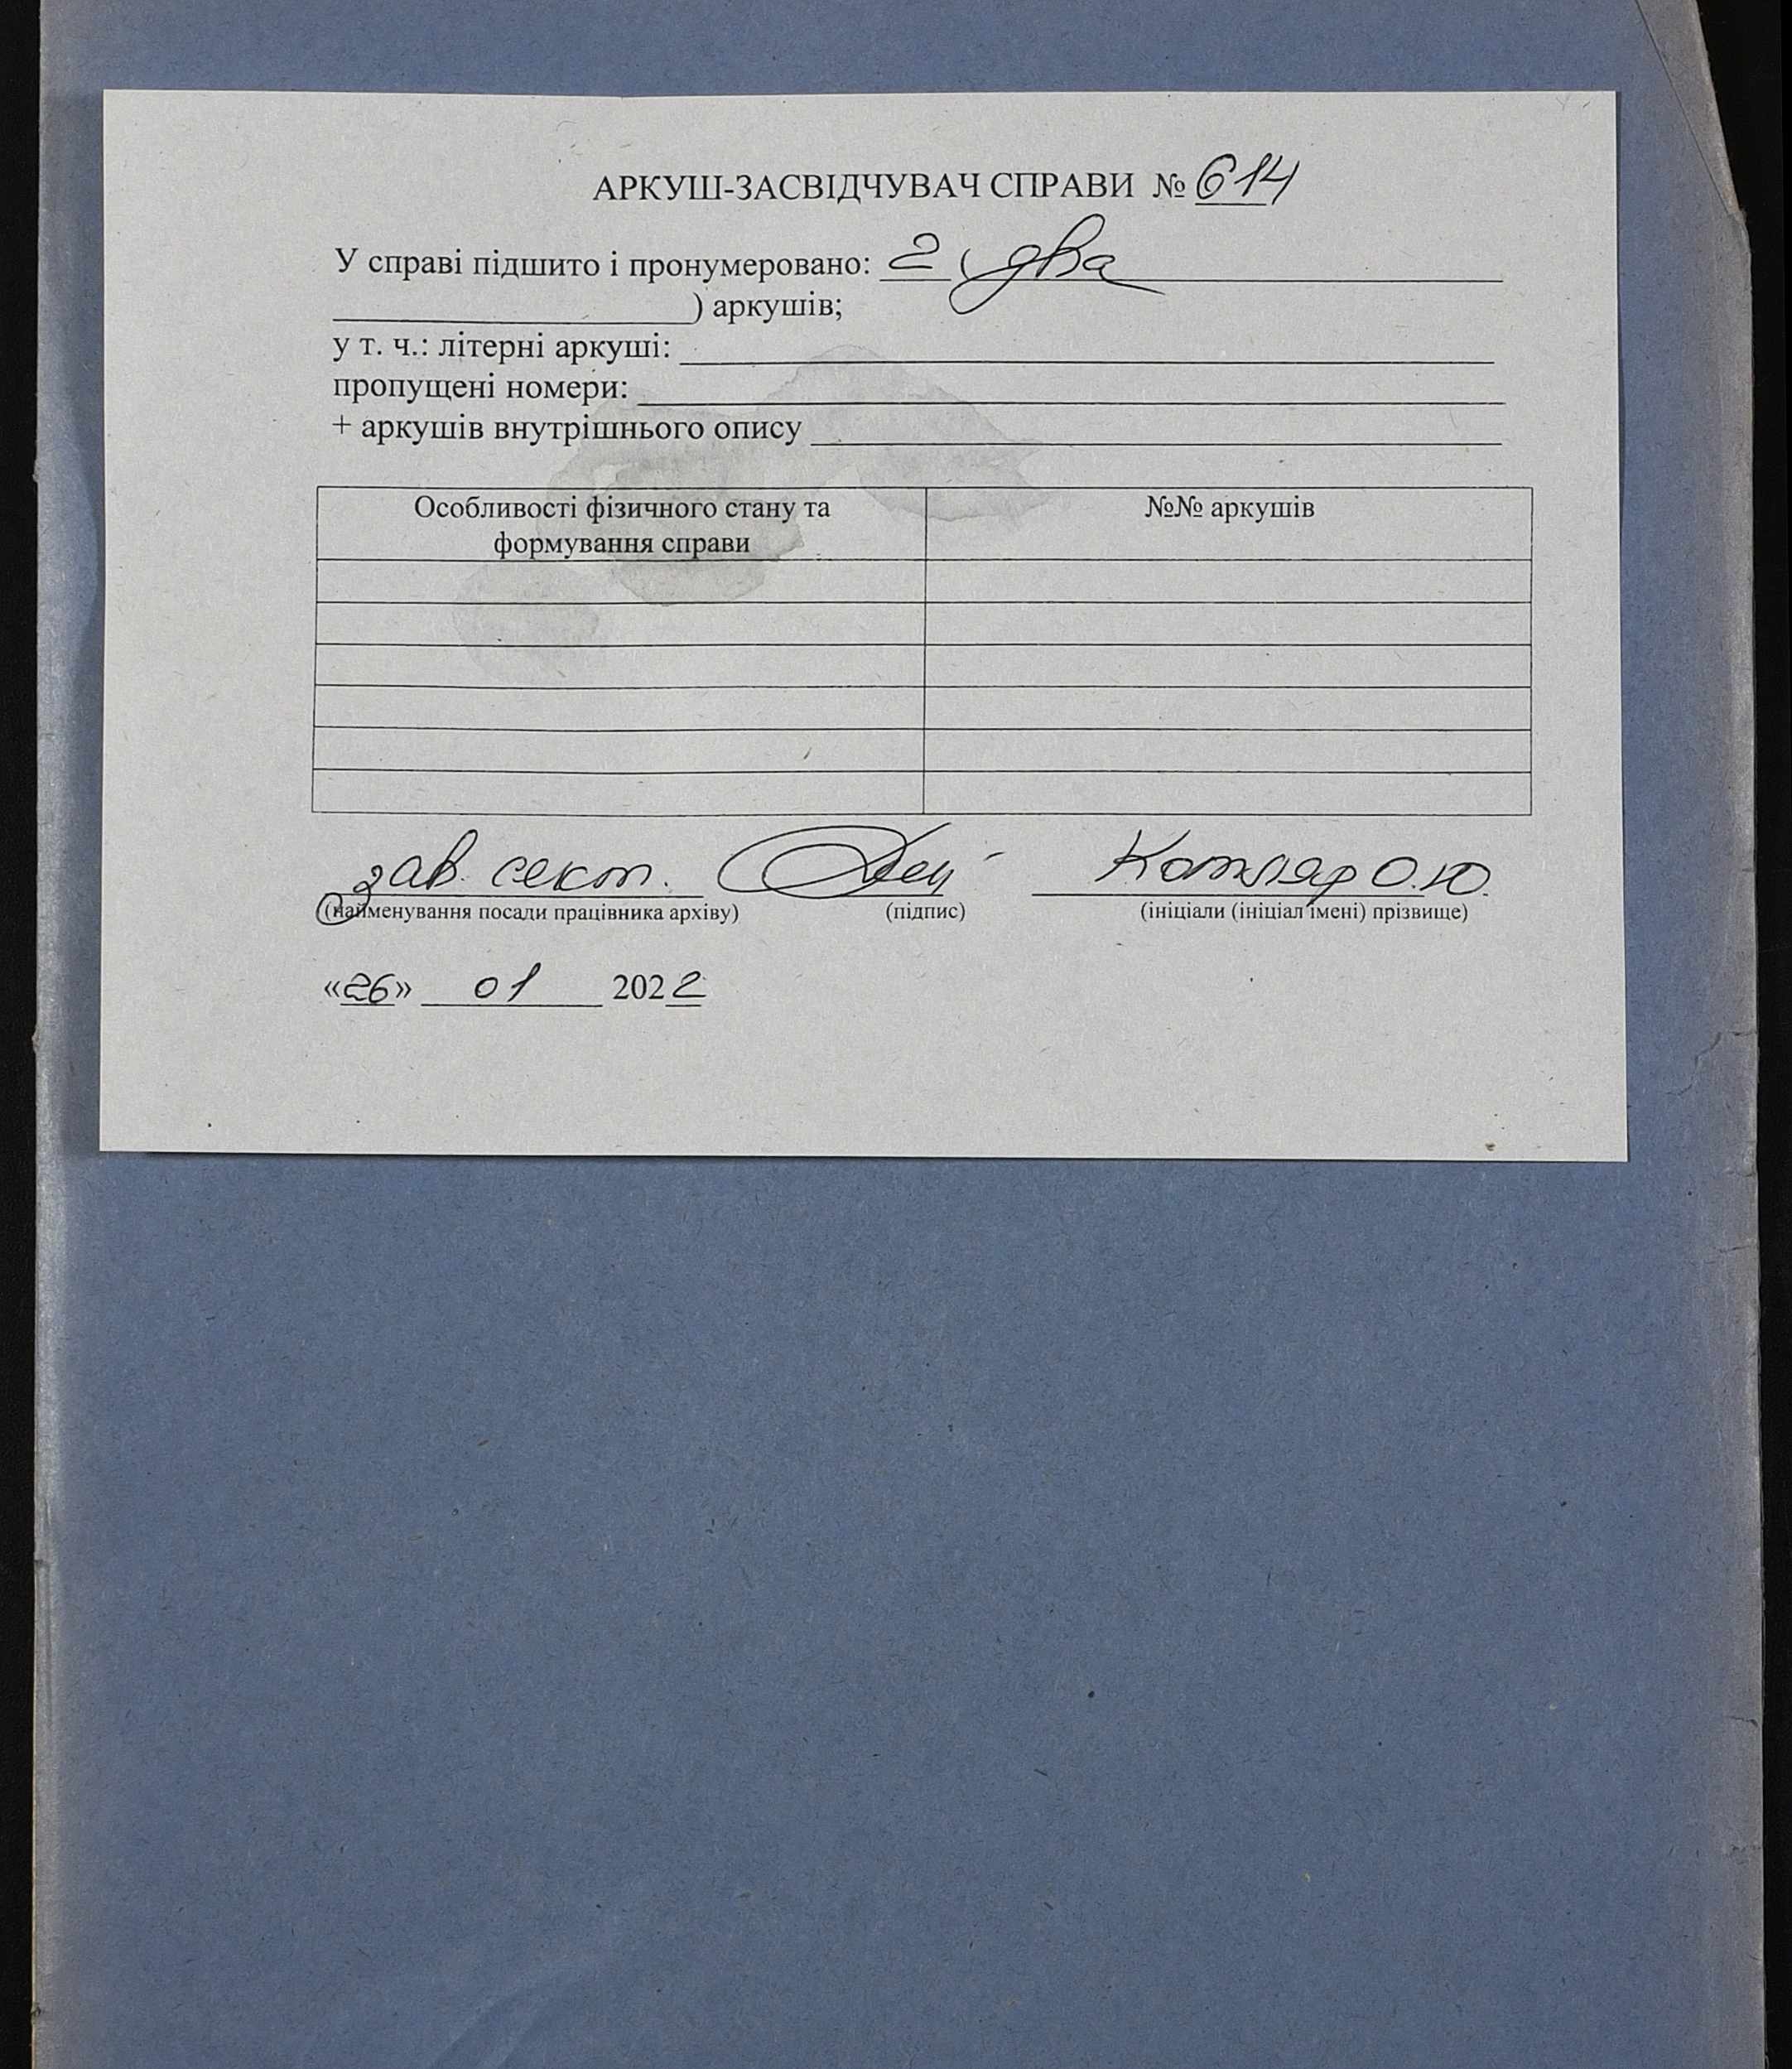 АРКУШ-ЗАСВІДЧУВАЧ СПРАВИ № 614
У справі підшито і пронумеровано: 2 ( два
) аркушів;
у т. ч.: літерні аркуші:
пропущені номери:
+ аркушів внутрішнього опису
Особливості фізичного стану та
формування справи
№№ аркушів
зав. сект. Котляр О.Ю.
(найменування посади працівника архіву) (підпис) (ініціали (ініціал імені) прізвище)
«26» 01 2022